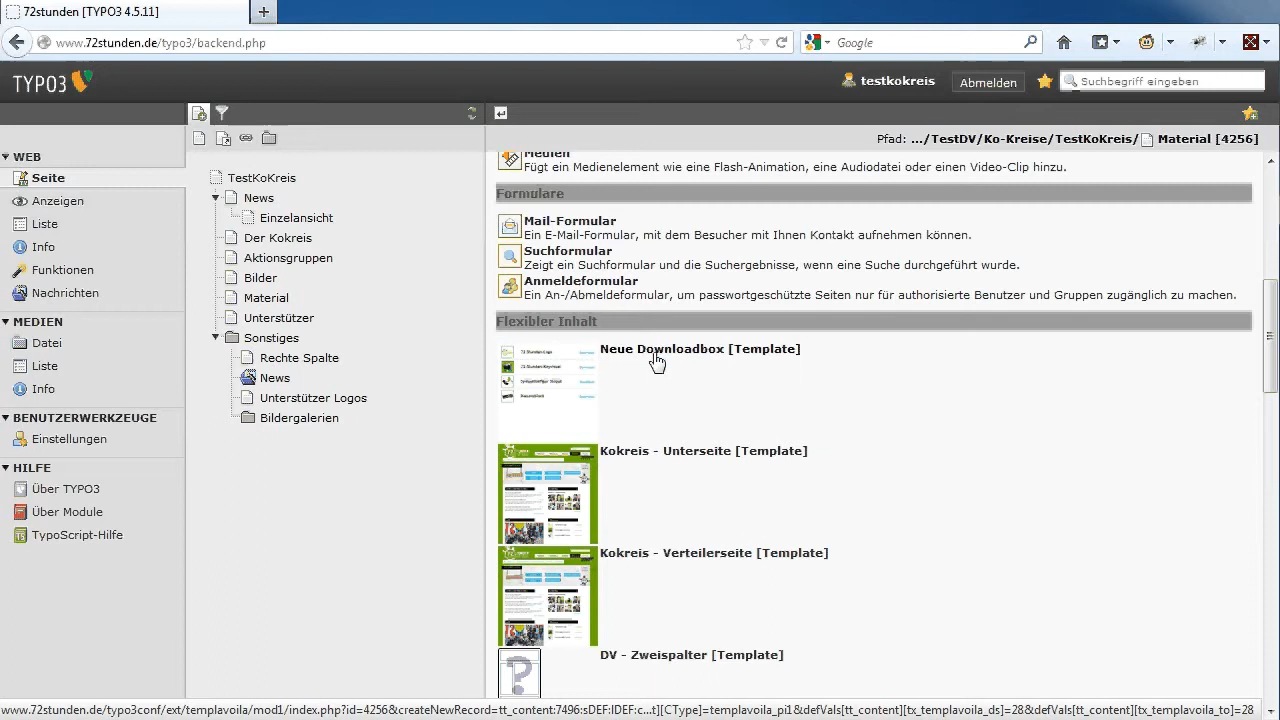 72stunden [TYPO3 4.5.11]
www.72stunden.de/typo3/backend.php
Google
TYPO3
testkokreis
Abmelden
Suchbegriff eingeben
Pfad: .../TestDV/Ko-Kreise/TestKoKreis/ Material [4256]
WEB
Seite
Anzeigen
Liste
Info
Funktionen
Nachrichten
MEDIEN
Datei
Liste
Info
BENUTZERWERKZEUGE
Einstellungen
HILFE
Über
Über
TestKoKreis
News
Einzelansicht
Der Kokreis
Aktionsgruppen
Bilder
Material
Unterstützer
Sonstiges
Rechte Spalte
News
Unterstützer Logos
Bildergalerien
Medien
Fügt ein Medienelement wie eine Flash-Animation, eine Audiodatei oder einen Video-Clip hinzu.
Formulare
Mail-Formular
Ein E-Mail-Formular, mit dem Besucher mit Ihnen Kontakt aufnehmen können.
Suchformular
Zeigt ein Suchformular und die Suchergebnisse, wenn eine Suche durchgeführt wurde.
Anmeldeformular
Ein An-/Abmeldeformular, um passwortgeschützte Seiten nur für authorisierte Benutzer und Gruppen zugänglich zu machen.
Flexibler Inhalt
Neue Downloadbox [Template]
Kokreis - Unterseite [Template]
Kokreis - Verteilerseite [Template]
DV - Zweispalter [Template]
www.72stunden.de/typo3conf/ext/templavoila/mod1/index.php?id=4256&createNewRecord=tt_content:7496:sDEF:lDEF:c...t][CType]=templavoila_pi1&defVals[tt_content][tx_templavoila_ds]=28&defVals[tt_content][tx_templavoila_to]=28